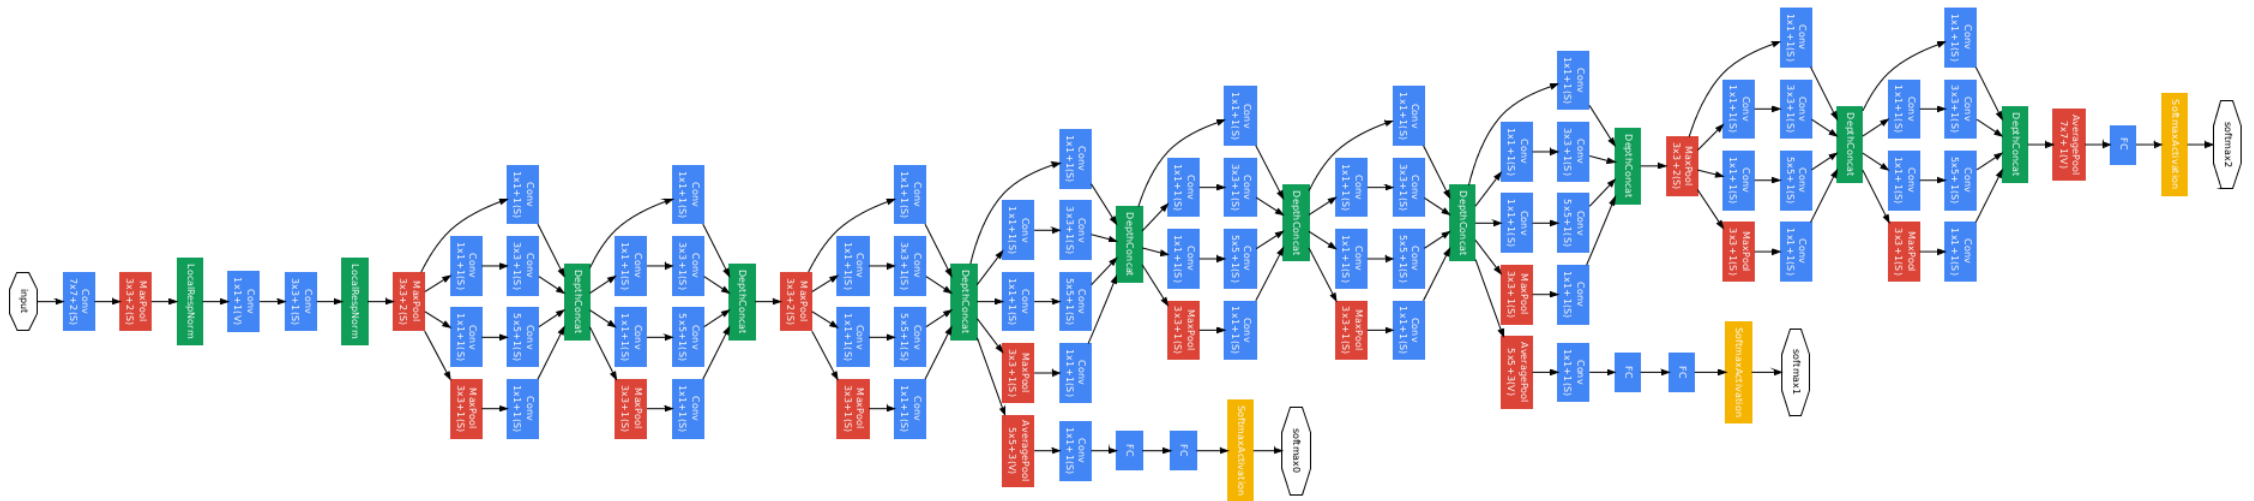 input
Conv
7x7+2(S)
MaxPool
3x3+2(S)
LocalRespNorm
Conv
1x1+1(V)
Conv
3x3+1(S)
LocalRespNorm
MaxPool
3x3+2(S)
Conv
1x1+1(S)
Conv
1x1+1(S)
MaxPool
3x3+1(S)
Conv
1x1+1(S)
Conv
3x3+1(S)
Conv
5x5+1(S)
Conv
1x1+1(S)
DepthConcat
Conv
1x1+1(S)
Conv
1x1+1(S)
MaxPool
3x3+1(S)
Conv
1x1+1(S)
Conv
3x3+1(S)
Conv
5x5+1(S)
Conv
1x1+1(S)
DepthConcat
MaxPool
3x3+2(S)
Conv
1x1+1(S)
Conv
1x1+1(S)
MaxPool
3x3+1(S)
Conv
1x1+1(S)
Conv
3x3+1(S)
Conv
5x5+1(S)
Conv
1x1+1(S)
DepthConcat
Conv
1x1+1(S)
Conv
1x1+1(S)
MaxPool
3x3+1(S)
AveragePool
5x5+3(V)
Conv
1x1+1(S)
Conv
3x3+1(S)
Conv
5x5+1(S)
Conv
1x1+1(S)
Conv
1x1+1(S)
DepthConcat
FC
Conv
1x1+1(S)
Conv
1x1+1(S)
MaxPool
3x3+1(S)
FC
Conv
1x1+1(S)
Conv
3x3+1(S)
Conv
5x5+1(S)
Conv
1x1+1(S)
SoftmaxActivation
DepthConcat
softmax0
Conv
1x1+1(S)
Conv
1x1+1(S)
MaxPool
3x3+1(S)
Conv
1x1+1(S)
Conv
3x3+1(S)
Conv
5x5+1(S)
Conv
1x1+1(S)
DepthConcat
Conv
1x1+1(S)
Conv
1x1+1(S)
MaxPool
3x3+1(S)
AveragePool
5x5+3(V)
Conv
1x1+1(S)
Conv
3x3+1(S)
Conv
5x5+1(S)
Conv
1x1+1(S)
Conv
1x1+1(S)
DepthConcat
FC
MaxPool
3x3+2(S)
FC
Conv
1x1+1(S)
Conv
1x1+1(S)
MaxPool
3x3+1(S)
SoftmaxActivation
Conv
1x1+1(S)
Conv
3x3+1(S)
Conv
5x5+1(S)
Conv
1x1+1(S)
softmax1
DepthConcat
Conv
1x1+1(S)
Conv
1x1+1(S)
MaxPool
3x3+1(S)
Conv
1x1+1(S)
Conv
3x3+1(S)
Conv
5x5+1(S)
Conv
1x1+1(S)
DepthConcat
AveragePool
7x7+1(V)
FC
SoftmaxActivation
softmax2